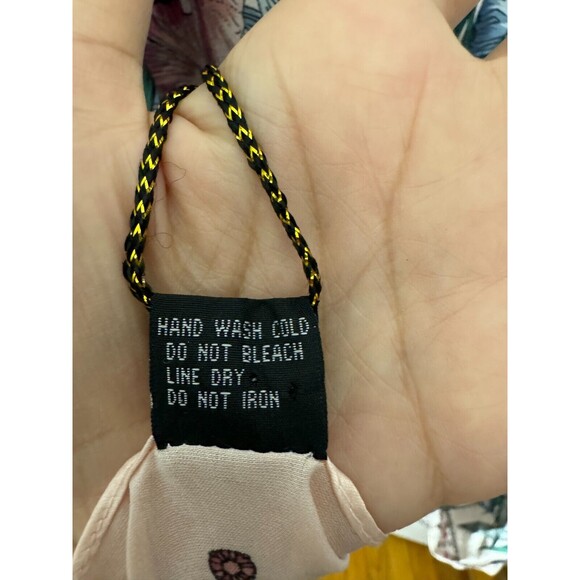 HAND WASH COLD
DO NOT BLEACH
LINE DRY
DO NOT IRON